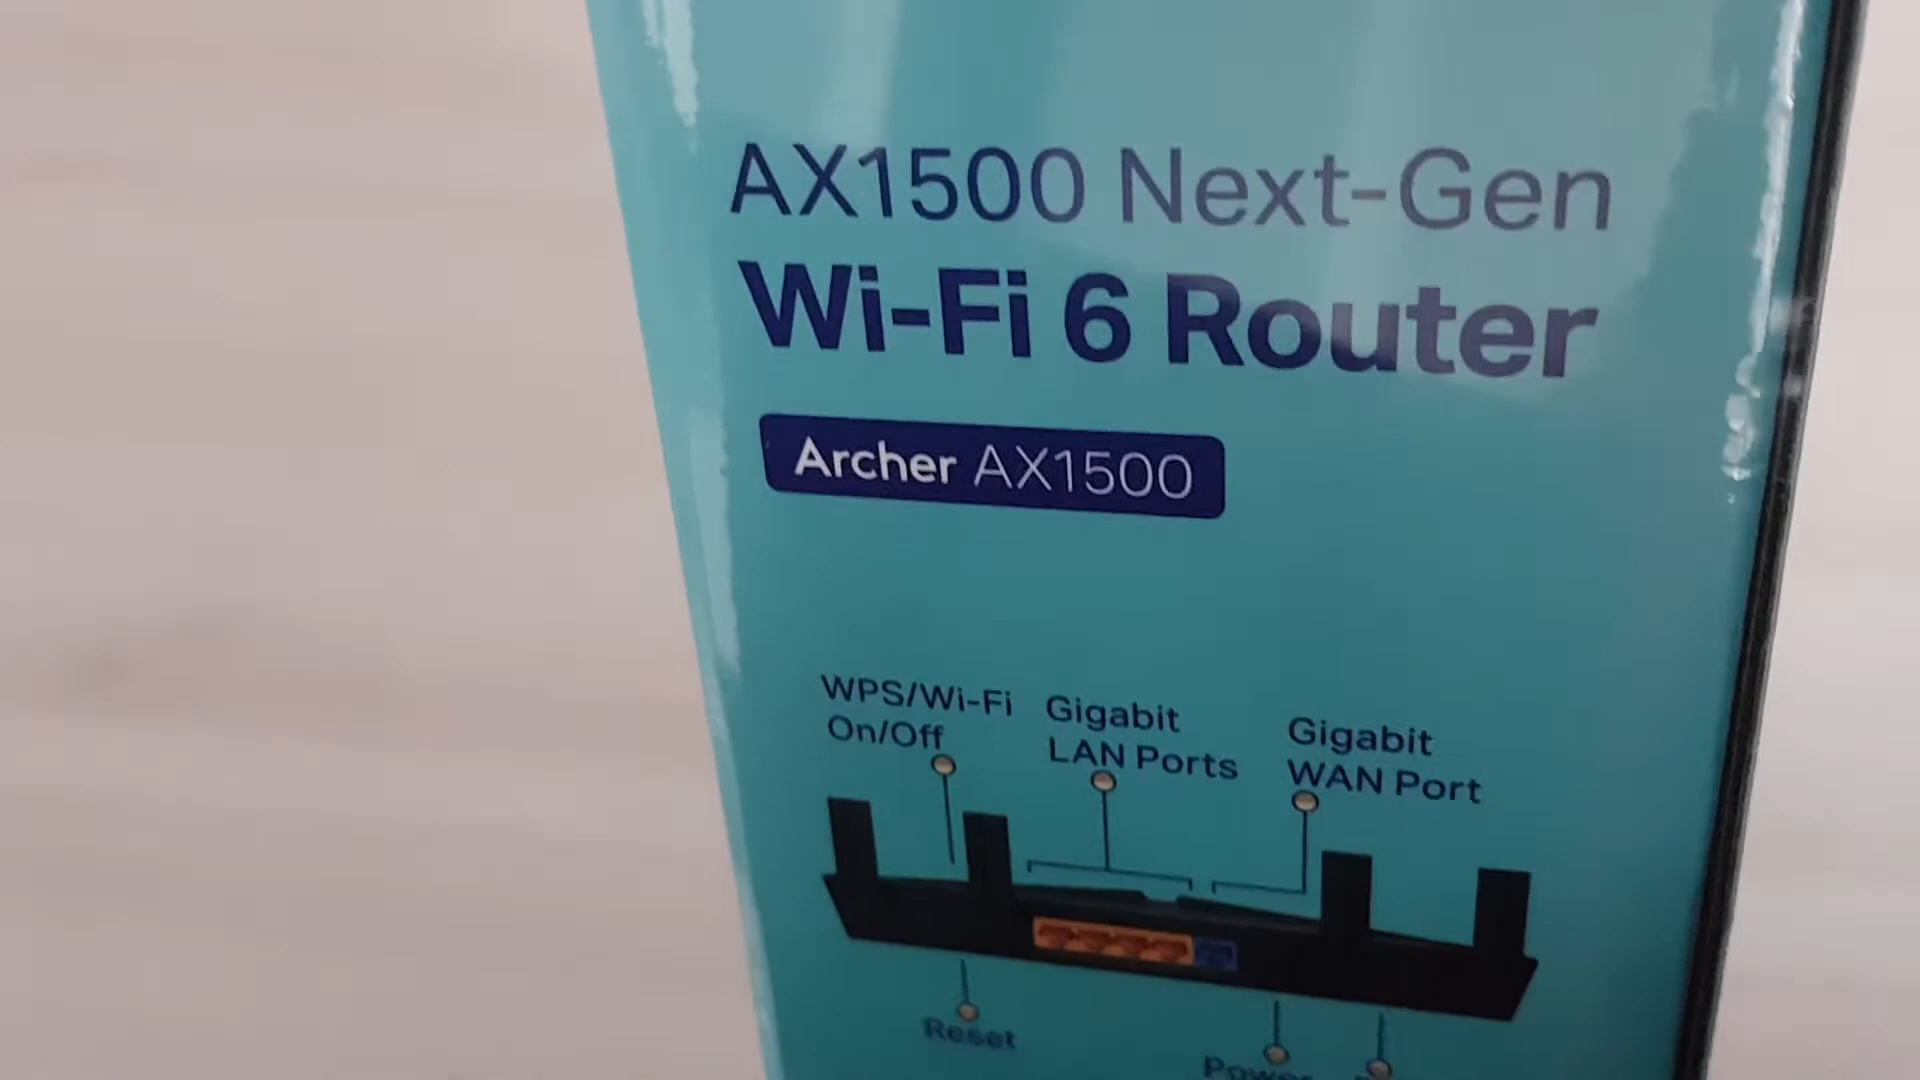 AX1500 Next-Gen
Wi-Fi 6 Router
Archer AX1500
WPS/Wi-Fi
On/Off
Gigabit
LAN Ports
Gigabit
WAN Port
Reset
Power